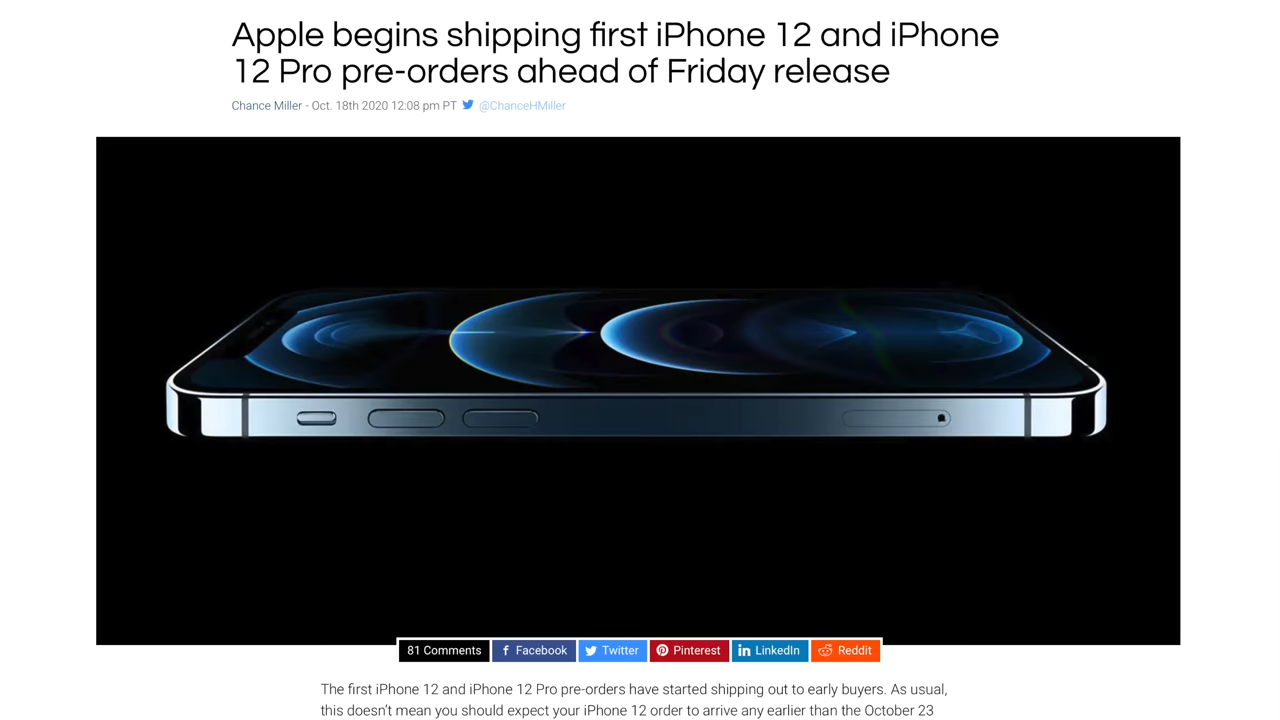 Apple begins shipping first iPhone 12 and iPhone
12 Pro pre-orders ahead of Friday release
Chance Miller - Oct. 18th 2020 12:08 pm PT @ChanceHMiller
81 Comments Facebook Twitter Pinterest LinkedIn Reddit
The first iPhone 12 and iPhone 12 Pro pre-orders have started shipping out to early buyers. As usual,
this doesn’t mean you should expect your iPhone 12 order to arrive any earlier than the October 23